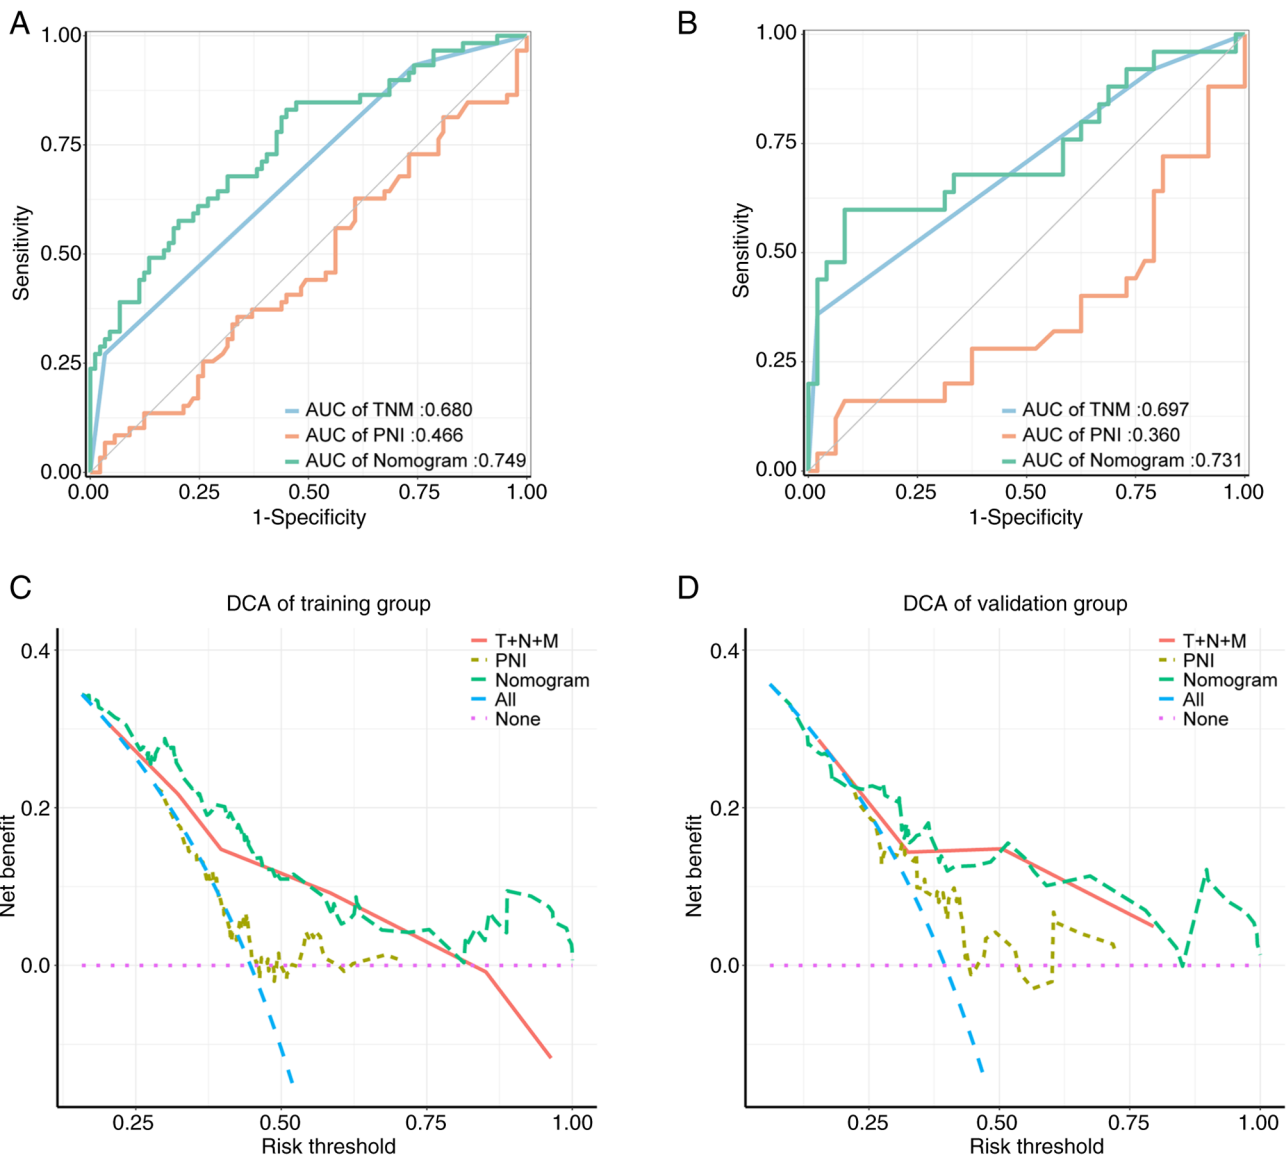 A
1.00
0.75
0.50
0.25
0.00
Sensitivity
AUC of TNM :0.680
AUC of PNI :0.466
AUC of Nomogram :0.749
0.00 0.25 0.50 0.75 1.00
1-Specificity
B
1.00
0.75
0.50
0.25
0.00
Sensitivity
AUC of TNM :0.697
AUC of PNI :0.360
AUC of Nomogram :0.731
0.00 0.25 0.50 0.75 1.00
1-Specificity
C
DCA of training group
0.4
0.2
0.0
Net benefit
T+N+M
PNI
Nomogram
All
None
0.25 0.50 0.75 1.00
Risk threshold
D
DCA of validation group
0.4
0.2
0.0
Net benefit
T+N+M
PNI
Nomogram
All
None
0.25 0.50 0.75 1.00
Risk threshold